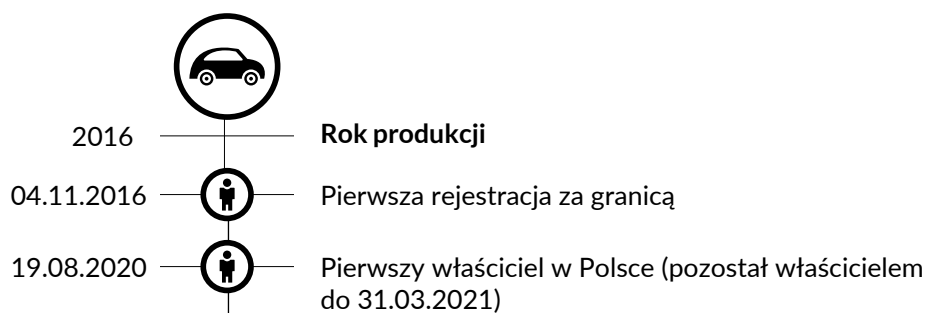 2016 Rok produkcji
04.11.2016 Pierwsza rejestracja za granicą
19.08.2020 Pierwszy właściciel w Polsce (pozostał właścicielem
do 31.03.2021)